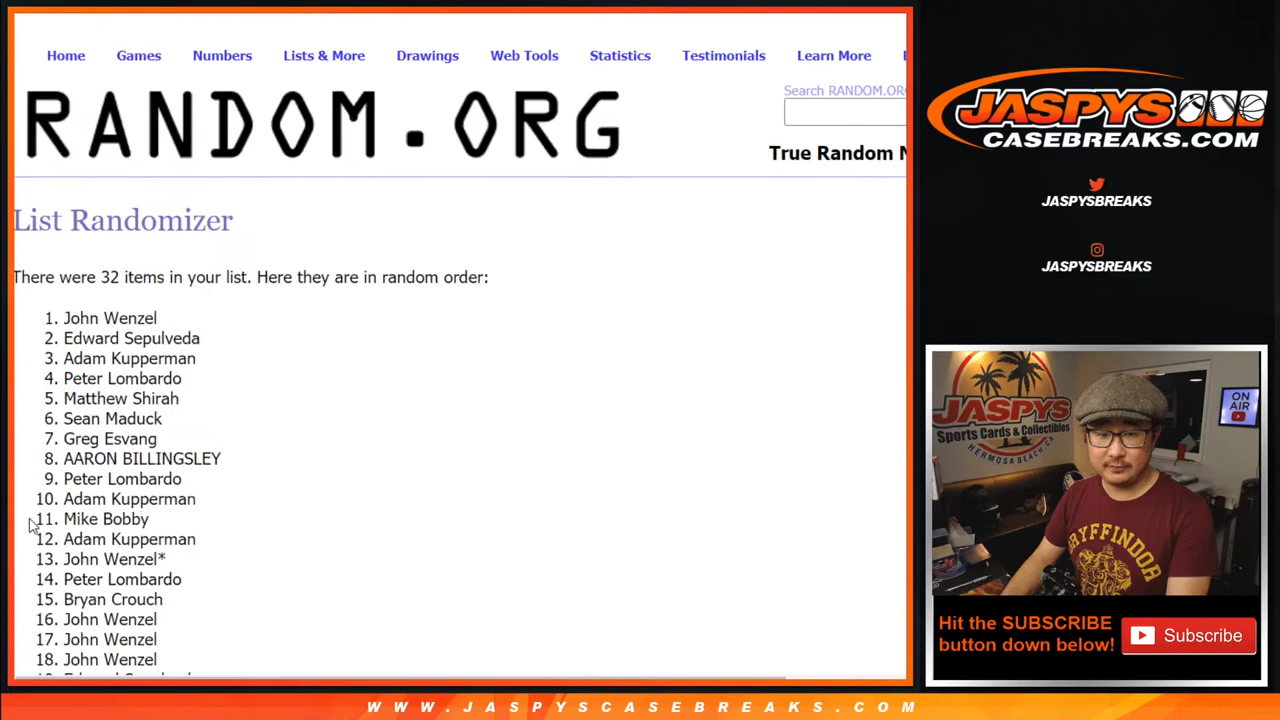 Home Games Numbers Lists & More Drawings Web Tools Statistics Testimonials Learn More
RANDOM.ORG
Search RANDOM.ORG
True Random N
List Randomizer
There were 32 items in your list. Here they are in random order:
1. John Wenzel
2. Edward Sepulveda
3. Adam Kupperman
4. Peter Lombardo
5. Matthew Shirah
6. Sean Maduck
7. Greg Esvang
8. AARON BILLINGSLEY
9. Peter Lombardo
10. Adam Kupperman
11. Mike Bobby
12. Adam Kupperman
13. John Wenzel*
14. Peter Lombardo
15. Bryan Crouch
16. John Wenzel
17. John Wenzel
18. John Wenzel
JASPYS
CASEBREAKS.COM
JASPYSBREAKS
JASPYSBREAKS
JASPYS
Sports Cards & Collectibles
HERMOSA BEACH, CA
ON AIR
GRYFFINDOR
Hit the SUBSCRIBE
button down below!
Subscribe
WWW.JASPYSCASEBREAKS.COM